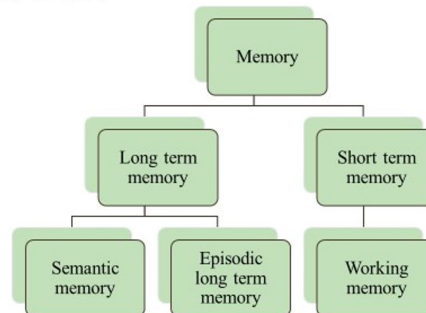 Memory
Long term
memory
Short term
memory
Semantic
memory
Episodic
long term
memory
Working
memory